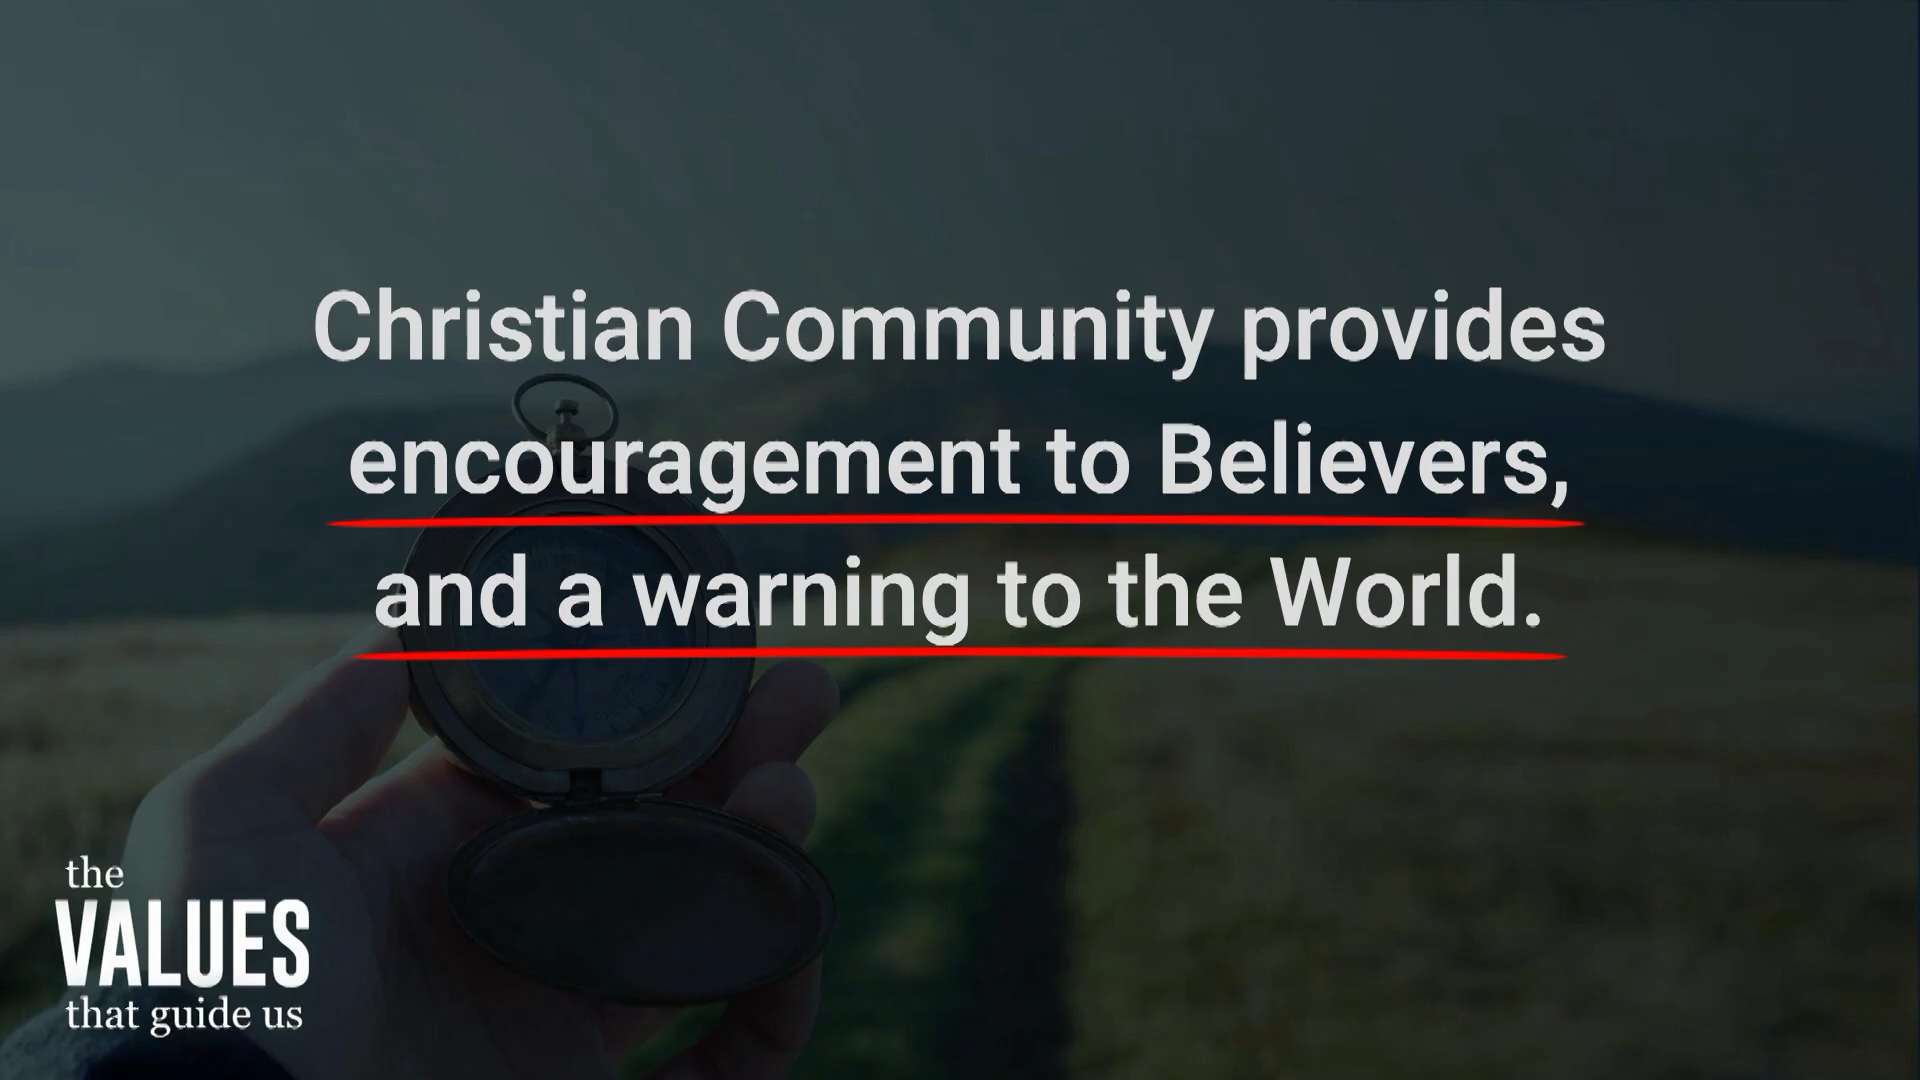 Christian Community provides
encouragement to Believers,
and a warning to the World.
the
VALUES
that guide us